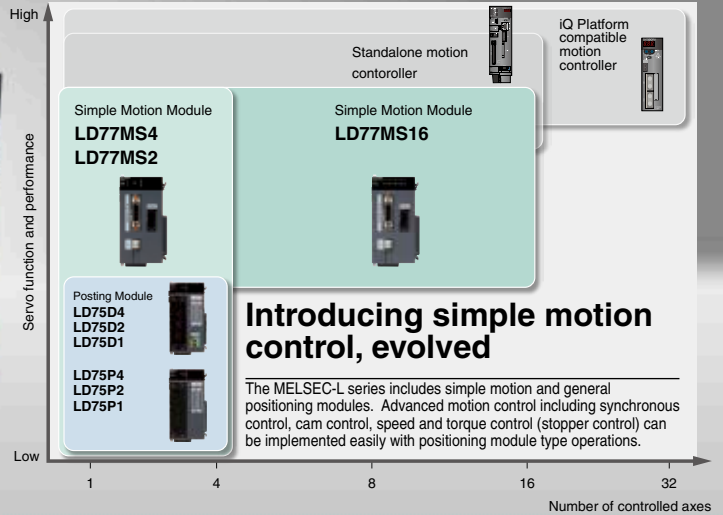 High
iQ Platform
compatible
motion
controller
Standalone motion
contoroller
Simple Motion Module
LD77MS4
LD77MS2
Simple Motion Module
LD77MS16
Servo function and performance
Posting Module
LD75D4
LD75D2
LD75D1
LD75P4
LD75P2
LD75P1
Introducing simple motion
control, evolved
The MELSEC-L series includes simple motion and general
positioning modules. Advanced motion control including synchronous
control, cam control, speed and torque control (stopper control) can
be implemented easily with positioning module type operations.
Low
1 4 8 16 32
Number of controlled axes